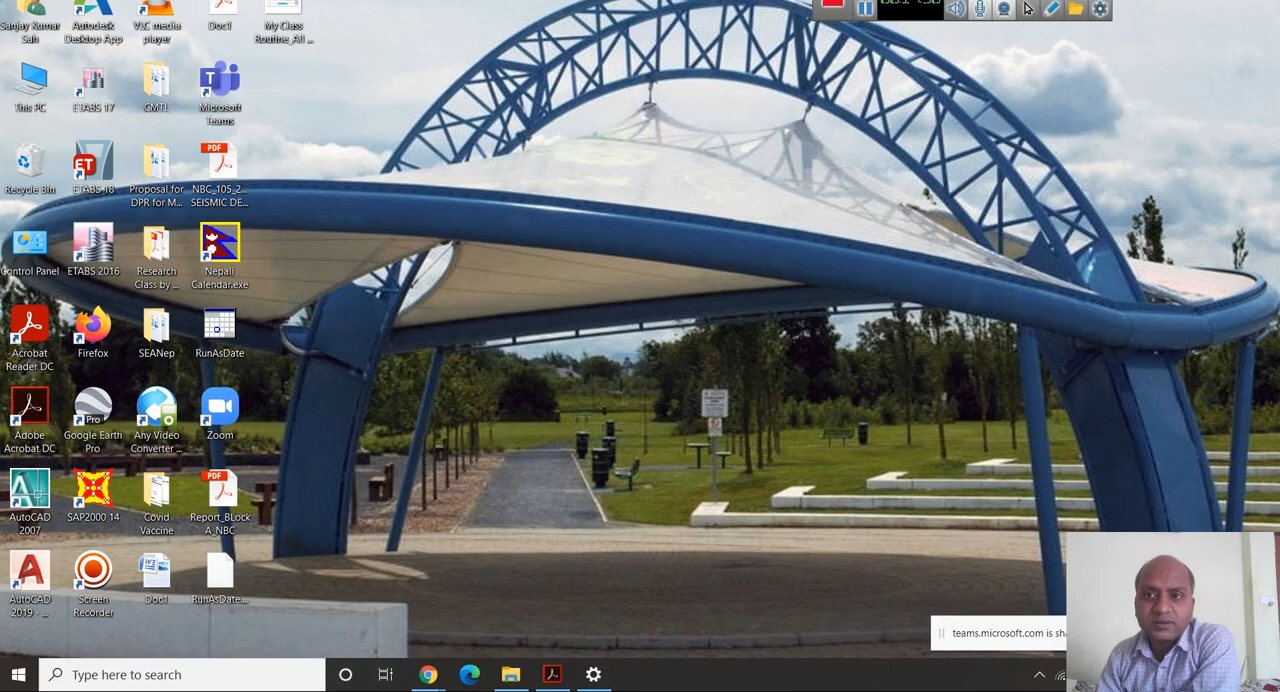 Sanjay Kumar
Sah
Autodesk
Desktop App
VLC media
player
Doc1
My Class
Routine_All ...
This PC
ETABS 17
CMTL
Microsoft
Teams
Recycle Bin
ETABS 18
Proposal for
DPR for M...
PDF
NBC_105_2...
SEISMIC DE...
Control Panel
ETABS 2016
Research
Class by ...
Nepali
Calendar.exe
Acrobat
Reader DC
Firefox
SEANep
RunAsDate
Adobe
Acrobat DC
Pro
Google Earth
Pro
Any Video
Converter ...
Zoom
AutoCAD
2007
SAP2000 14
Covid
Vaccine
PDF
Report_BLock
A_NBC
AutoCAD
2019 - ...
Screen
Recorder
Doc1
RunAsDate....
teams.microsoft.com is sha
Type here to search